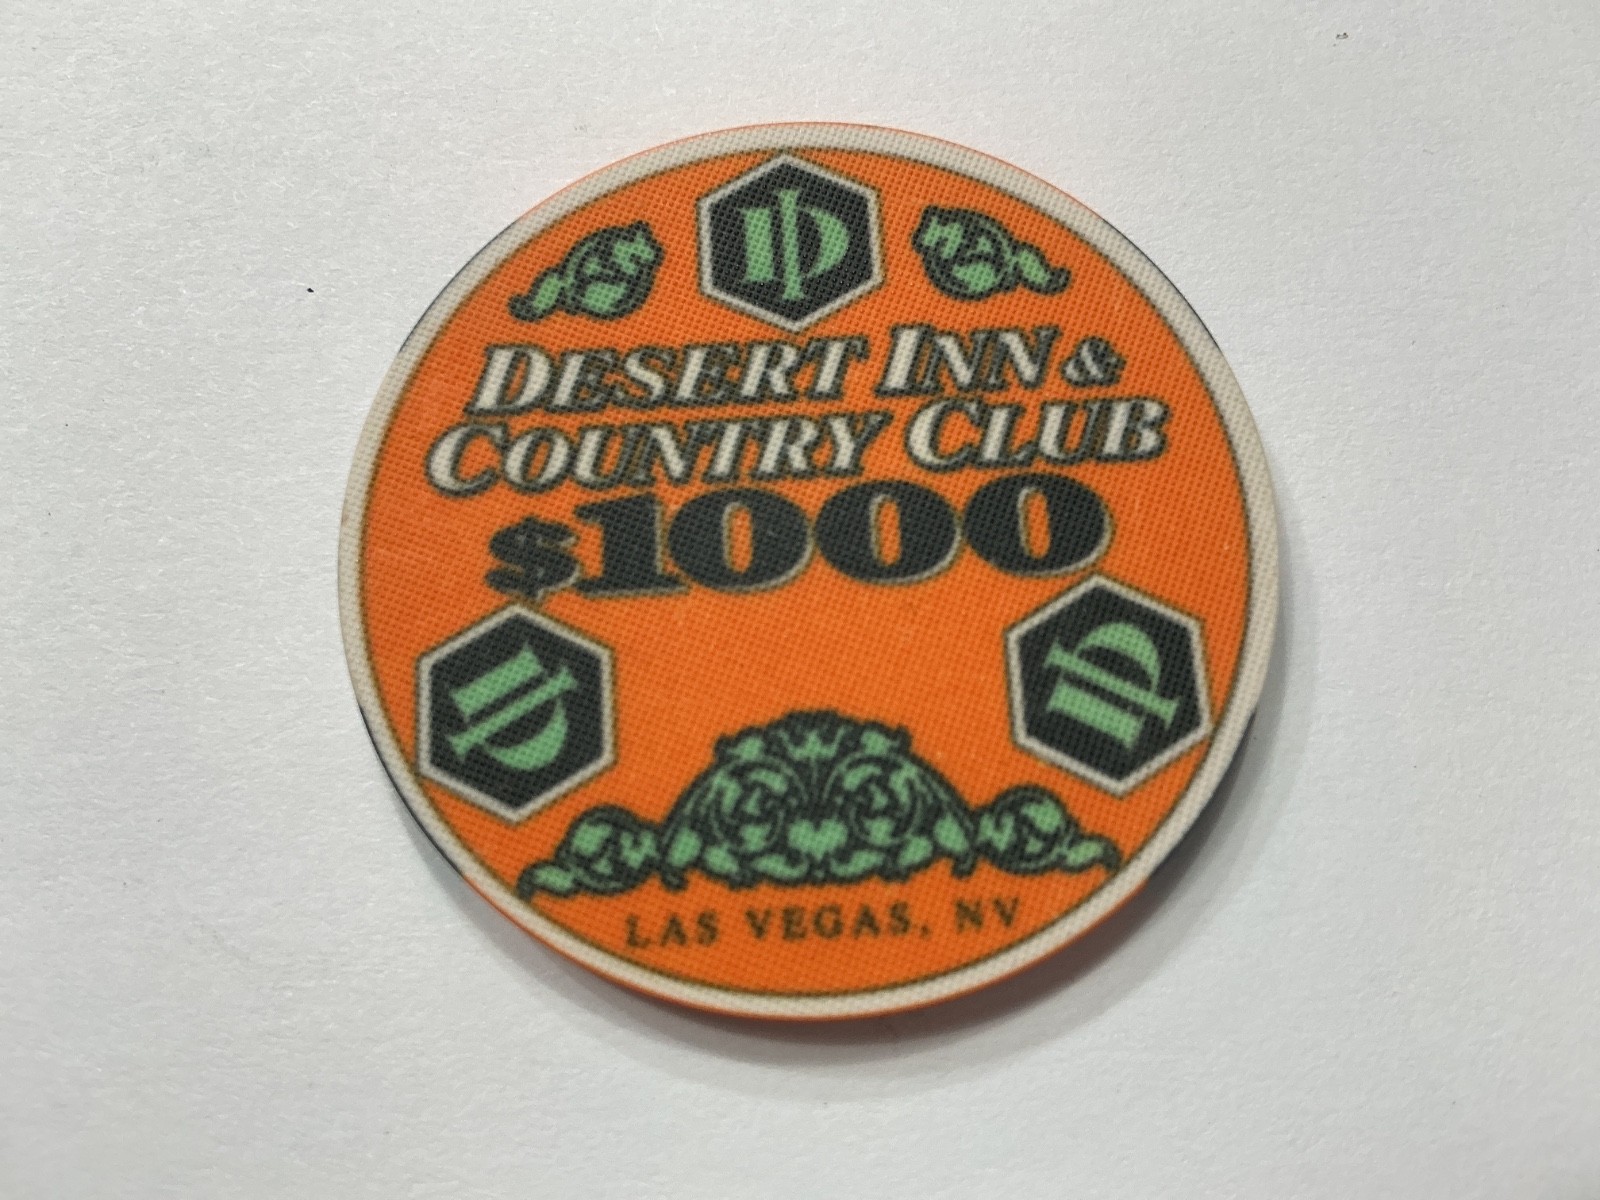 DESERT INN &
COUNTRY CLUB
$1000
LAS VEGAS, NV